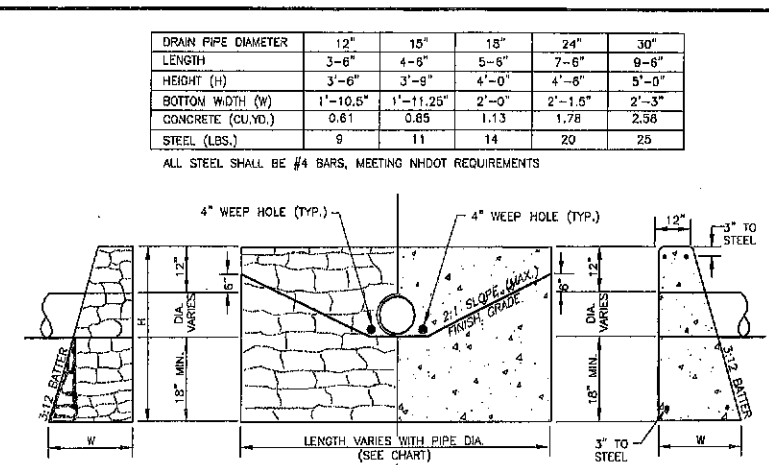 DRAIN PIPE DIAMETER 12" 15" 18" 24" 30"
LENGTH 3-6" 4-6" 5-6" 7-6" 9-6"
HEIGHT (H) 3'-6" 3'-9" 4'-0" 4'-6" 5'-0"
BOTTOM WIDTH (W) 1'-10.5" 1'-11.25" 2'-0" 2'-1.5" 2'-3"
CONCRETE (CU.YD.) 0.61 0.85 1.13 1.78 2.58
STEEL (LBS.) 9 11 14 20 25
ALL STEEL SHALL BE #4 BARS, MEETING NHDOT REQUIREMENTS
4" WEEP HOLE (TYP.)
4" WEEP HOLE (TYP.)
12"
3" TO
STEEL
12"
6"
12"
6"
H
DIA.
VARIES
2:1 SLOPE (MAX.)
FINISH GRADE
DIA.
VARIES
3:12 BATTER
18" MIN.
18" MIN.
3:12 BATTER
W
LENGTH VARIES WITH PIPE DIA.
(SEE CHART)
3" TO
STEEL
W